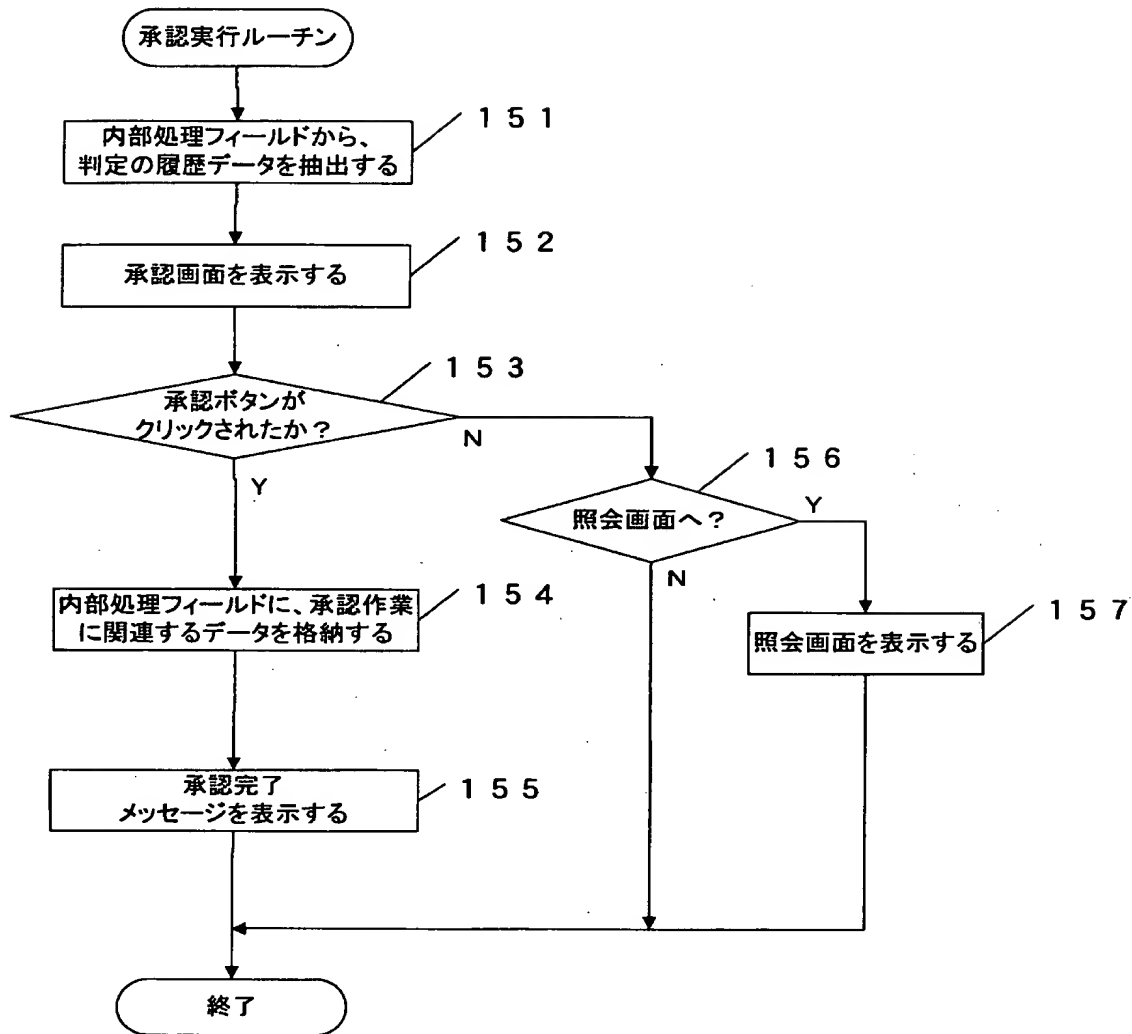 承認実行ルーチン
151
内部処理フィールドから、
判定の履歴データを抽出する
152
承認画面を表示する
153
承認ボタンが
クリックされたか？
N
Y
156
照会画面へ？
Y
N
154
内部処理フィールドに、承認作業
に関連するデータを格納する
157
照会画面を表示する
155
承認完了
メッセージを表示する
終了